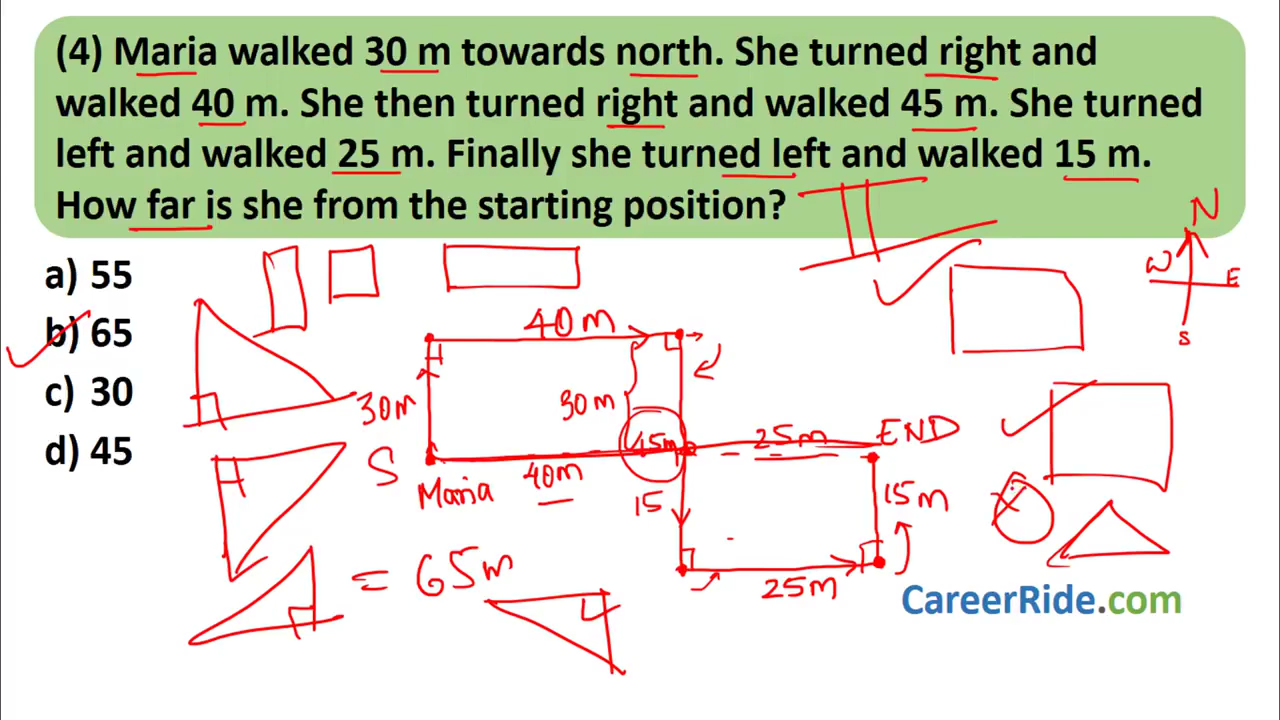 (4) Maria walked 30 m towards north. She turned right and
walked 40 m. She then turned right and walked 45 m. She turned
left and walked 25 m. Finally she turned left and walked 15 m.
How far is she from the starting position?
N
W
E
S
a) 55
b) 65
c) 30
d) 45
40m
30m
30m
45m
25m
END
S
Maria
40m
15
15m
25m
= 65m
CareerRide.com